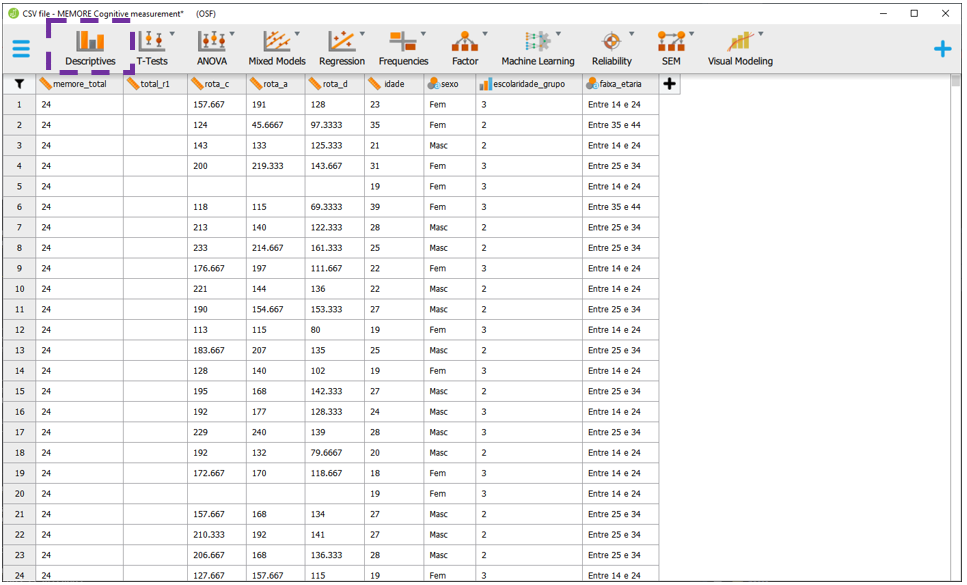 CSV file - MEMORE Cognitive measurement* (OSF)
Descriptives T-Tests ANOVA Mixed Models Regression Frequencies Factor Machine Learning Reliability SEM Visual Modeling
memore_total total_r1 rota_c rota_a rota_d idade sexo escolaridade_grupo faixa_etaria
1 24 157.667 191 128 23 Fem 3 Entre 14 e 24
2 24 124 45.6667 97.3333 35 Fem 2 Entre 35 e 44
3 24 143 133 125.333 21 Masc 2 Entre 14 e 24
4 24 200 219.333 143.667 31 Fem 3 Entre 25 e 34
5 24 19 Fem 3 Entre 14 e 24
6 24 118 115 69.3333 39 Fem 3 Entre 35 e 44
7 24 213 140 122.333 28 Masc 2 Entre 25 e 34
8 24 233 214.667 161.333 25 Masc 2 Entre 25 e 34
9 24 176.667 197 111.667 22 Fem 3 Entre 14 e 24
10 24 221 144 136 22 Masc 2 Entre 14 e 24
11 24 190 154.667 153.333 27 Masc 2 Entre 25 e 34
12 24 113 115 80 19 Fem 3 Entre 14 e 24
13 24 183.667 207 135 25 Masc 2 Entre 25 e 34
14 24 128 140 102 19 Fem 3 Entre 14 e 24
15 24 195 168 142.333 27 Masc 2 Entre 25 e 34
16 24 192 177 128.333 24 Masc 3 Entre 14 e 24
17 24 229 240 139 28 Masc 3 Entre 25 e 34
18 24 192 132 79.6667 20 Masc 2 Entre 14 e 24
19 24 172.667 170 118.667 18 Fem 3 Entre 14 e 24
20 24 19 Fem 3 Entre 14 e 24
21 24 157.667 168 134 27 Masc 2 Entre 25 e 34
22 24 210.333 192 141 27 Masc 2 Entre 25 e 34
23 24 206.667 168 136.333 28 Masc 2 Entre 25 e 34
24 24 127.667 157.667 115 19 Fem 3 Entre 14 e 24